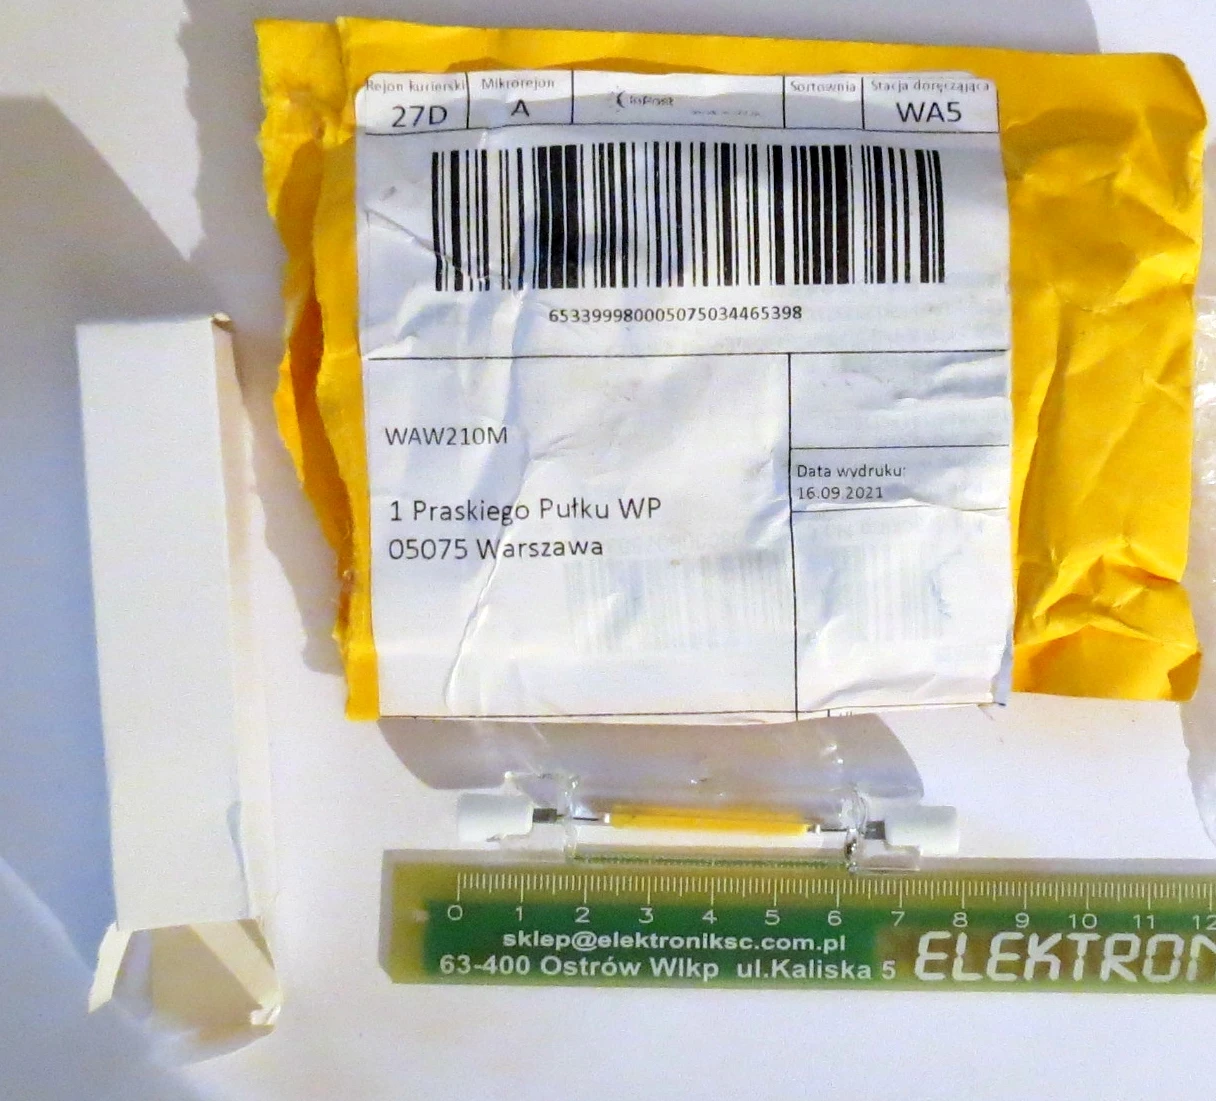 Rejon kurierski
27D
Mikrorejon
A
InPost
Sortownia
Stacja doręczająca
WA5
653399980005075034465398
WAW210M
1 Praskiego Pułku WP
05075 Warszawa
Data wydruku:
16.09.2021
0 1 2 3 4 5 6 7 8 9 10 11 12
sklep@elektroniksc.com.pl
63-400 Ostrów Wlkp ul.Kaliska 5
ELEKTRON